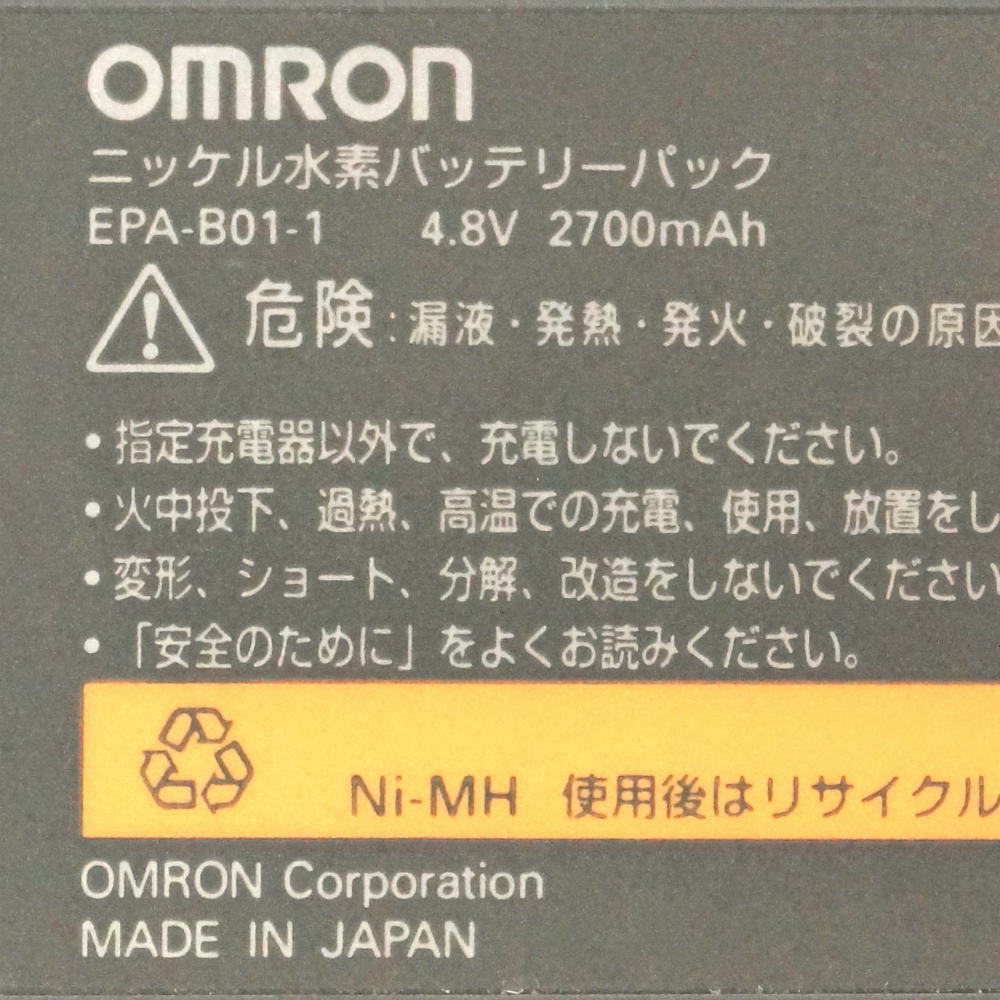 OMRON
ニッケル水素バッテリーパック
EPA-B01-1 4.8V 2700mAh
危険:漏液・発熱・発火・破裂の原因
・指定充電器以外で、充電しないでください。
・火中投下、過熱、高温での充電、使用、放置をし
・変形、ショート、分解、改造をしないでください
・「安全のために」をよくお読みください。
Ni-MH 使用後はリサイクル
OMRON Corporation
MADE IN JAPAN